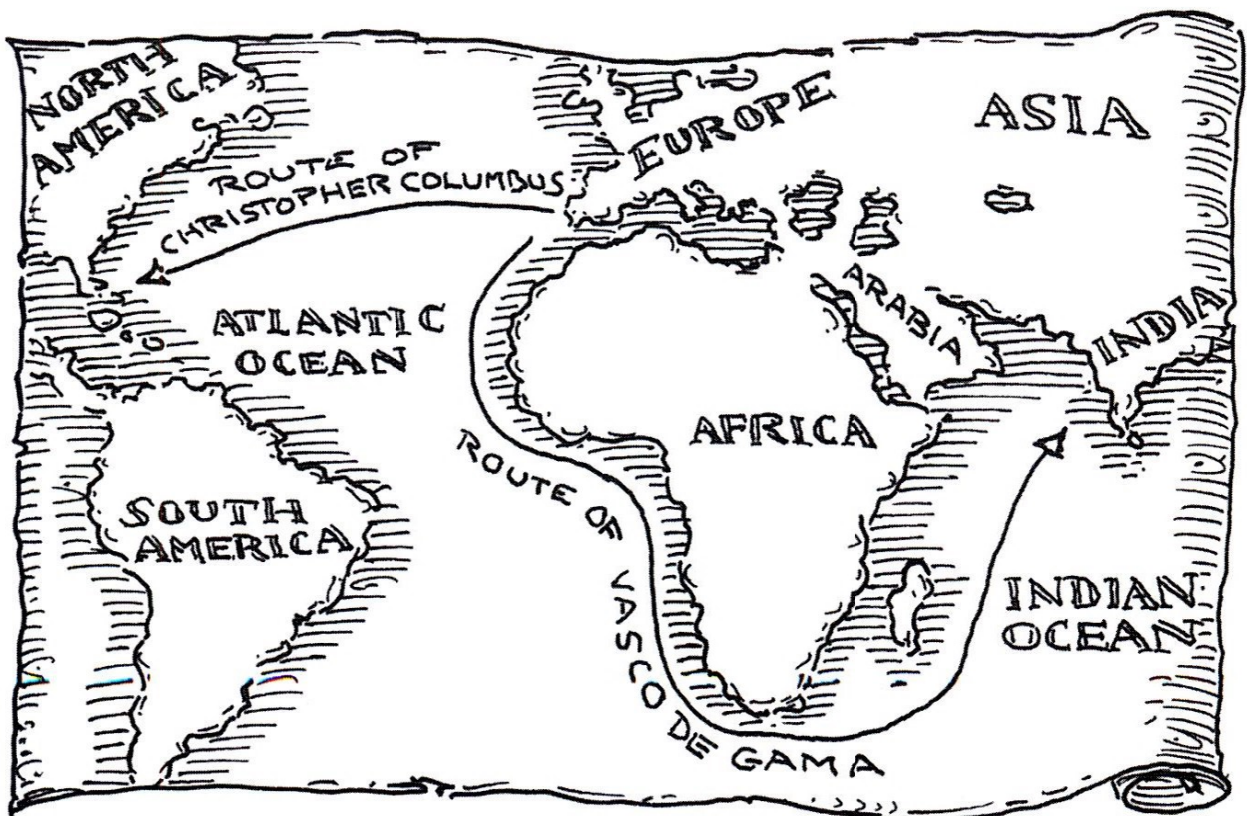 NORTH
AMERICA
ROUTE OF
CHRISTOPHER COLUMBUS
EUROPE
ASIA
ATLANTIC
OCEAN
ARABIA
INDIA
AFRICA
ROUTE OF VASCO DE GAMA
SOUTH
AMERICA
INDIAN
OCEAN